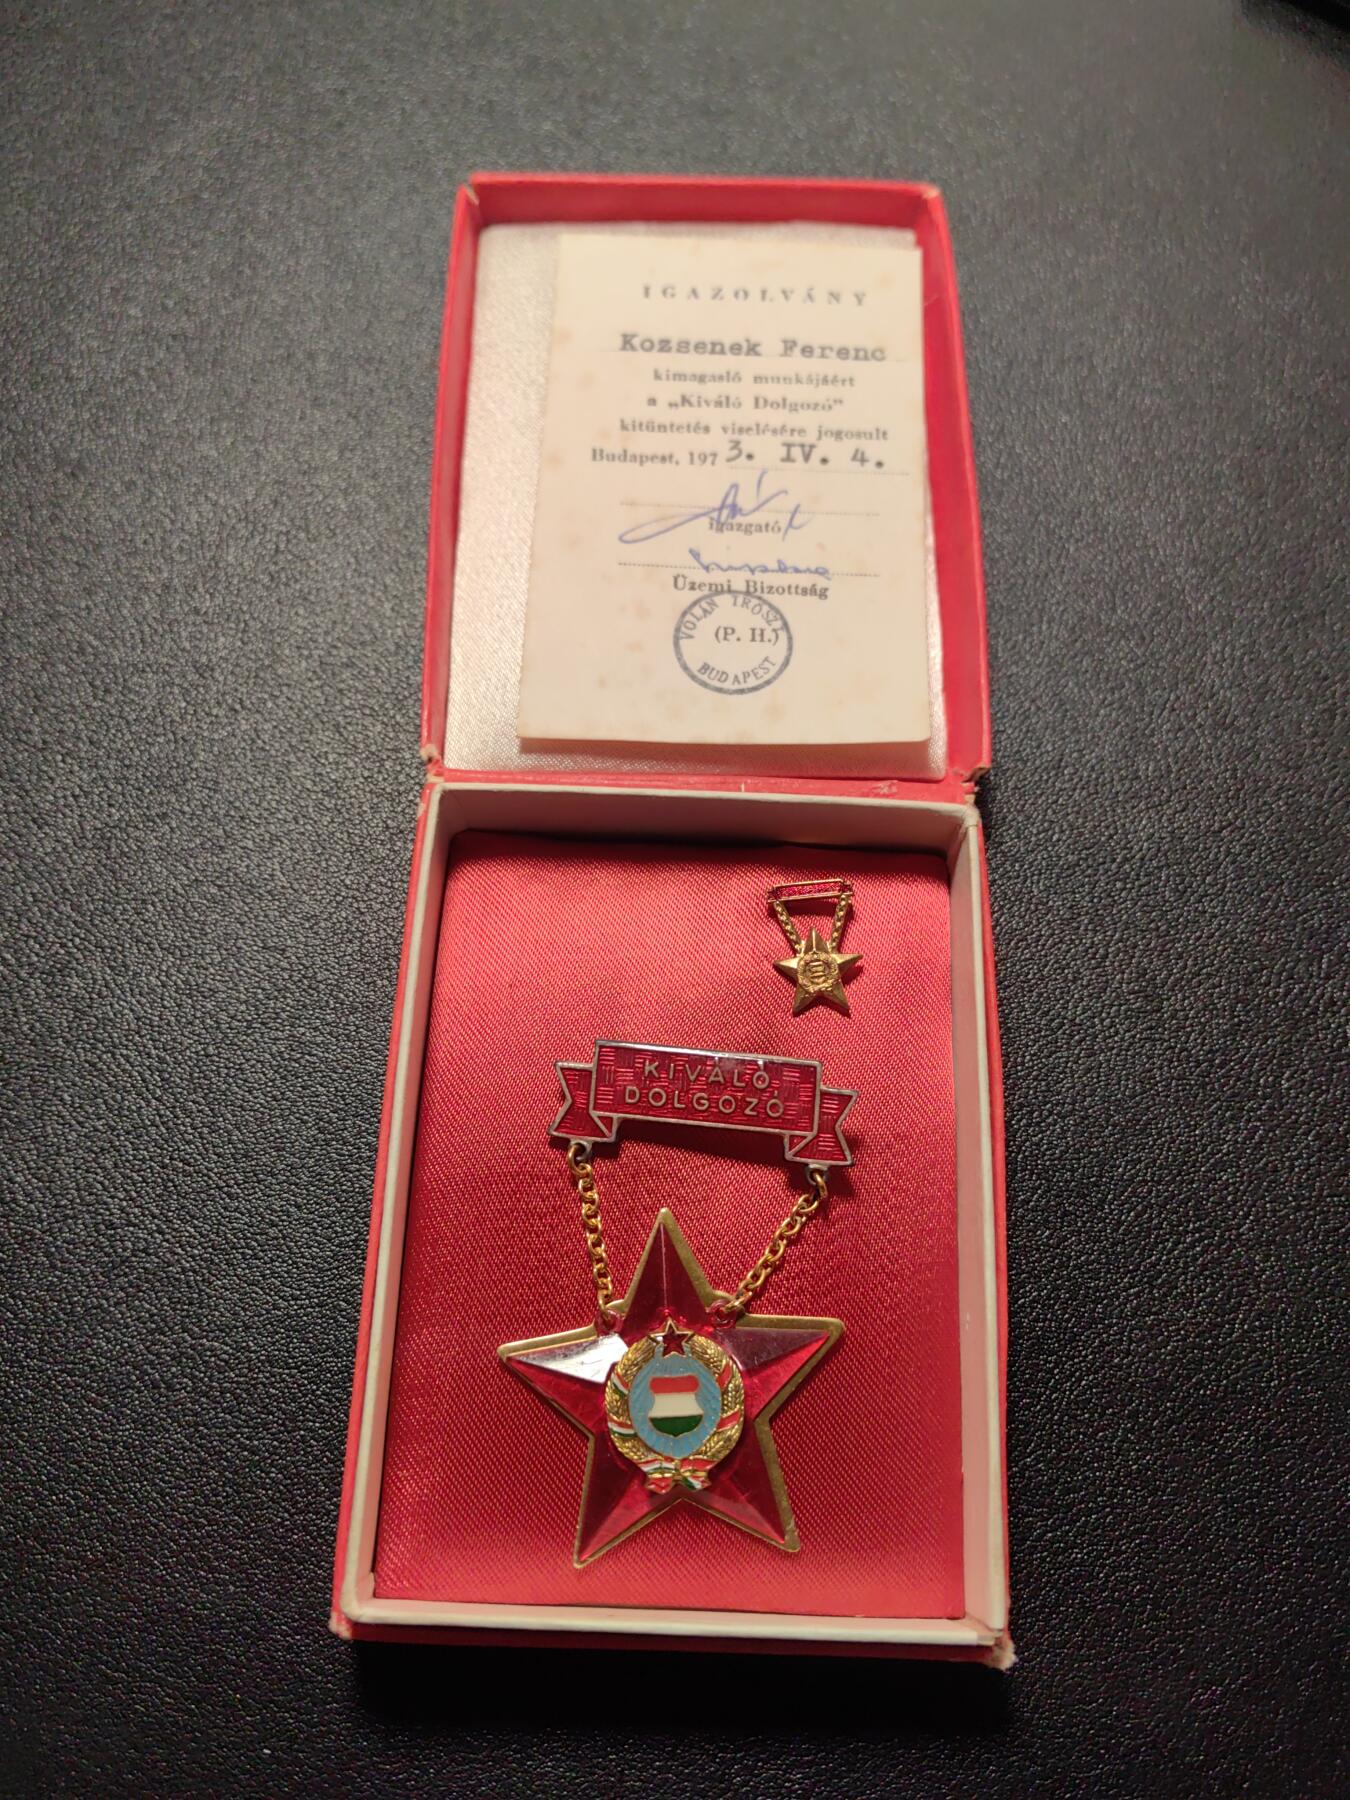 IGAZOLVÁNY
Kozsenek Ferenc
kimagasló munkájáért
a „Kiváló Dolgozó”
kitüntetés viselésére jogosult
Budapest, 1973. IV. 4.
igazgató
Üzemi Bizottság
VOLÁN TRÖSZT
(P. H.)
BUDAPEST
KIVÁLÓ
DOLGOZÓ